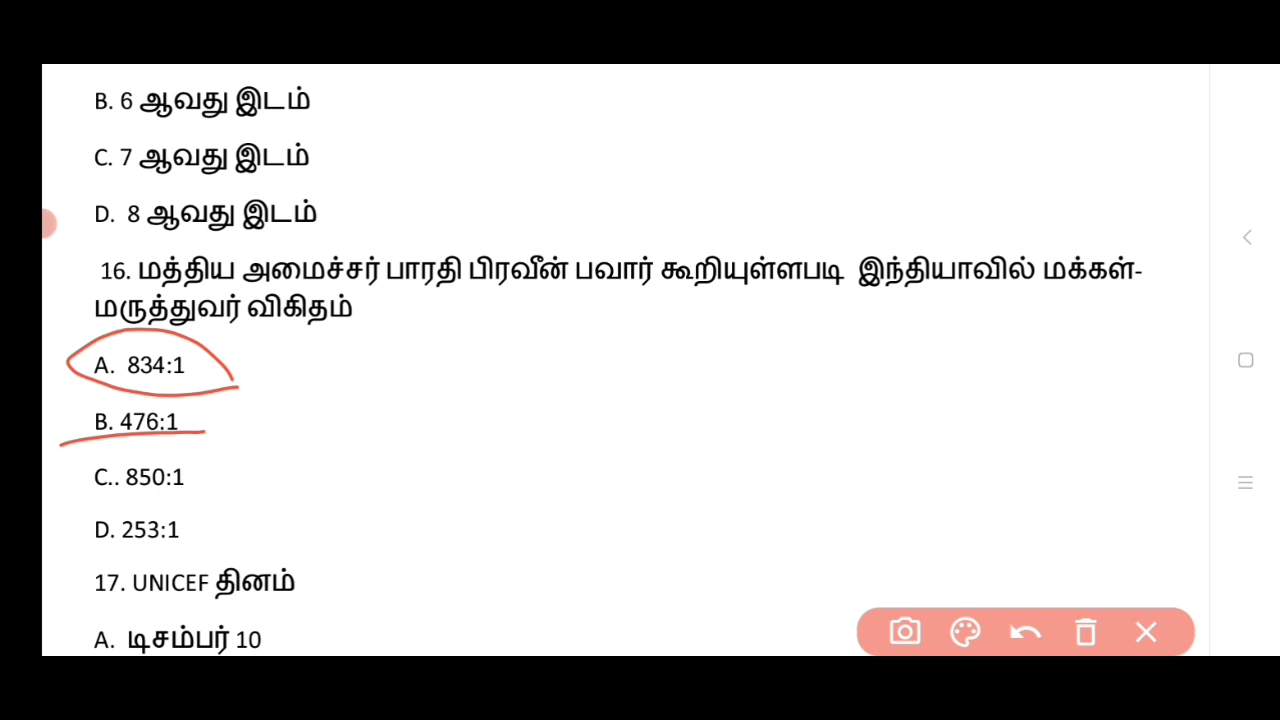 B. 6 ஆவது இடம்
C. 7 ஆவது இடம்
D. 8 ஆவது இடம்
16. மத்திய அமைச்சர் பாரதி பிரவீன் பவார் கூறியுள்ளபடி இந்தியாவில் மக்கள்-
மருத்துவர் விகிதம்
A. 834:1
B. 476:1
C.. 850:1
D. 253:1
17. UNICEF தினம்
A. டிசம்பர் 10